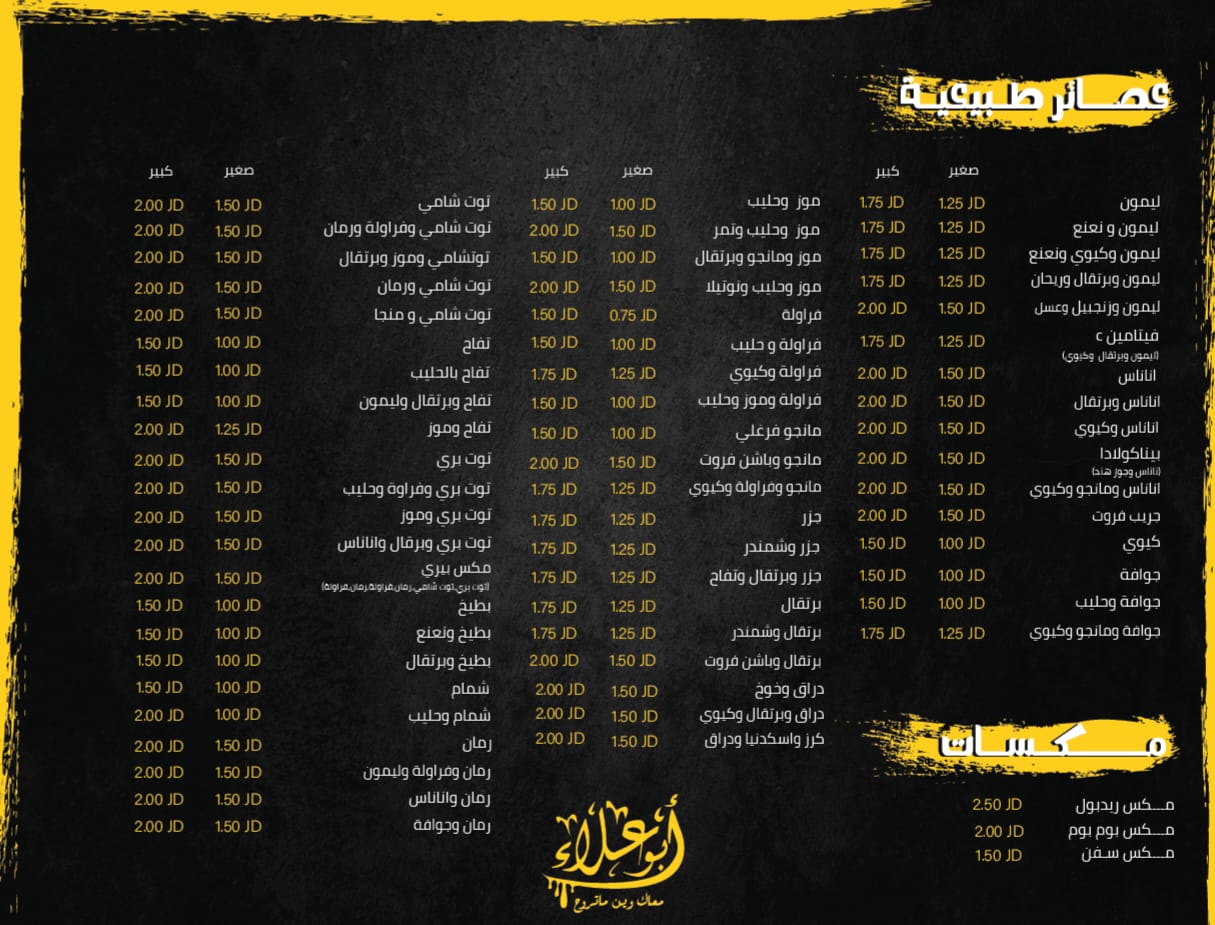 عصائر طبيعية
صغير كبير
ليمون 1.25 JD 1.75 JD
ليمون و نعنع 1.25 JD 1.75 JD
ليمون وكيوي ونعنع 1.25 JD 1.75 JD
ليمون وبرتقال وريحان 1.25 JD 1.75 JD
ليمون وزنجبيل وعسل 1.50 JD 2.00 JD
فيتامين c 1.25 JD 1.75 JD
(ليمون وبرتقال وكيوي)
اناناس 1.50 JD 2.00 JD
اناناس وبرتقال 1.50 JD 2.00 JD
اناناس وكيوي 1.50 JD 2.00 JD
بيناكولادا 1.50 JD 2.00 JD
(ناناس وجوز هند)
اناناس ومانجو وكيوي 1.50 JD 2.00 JD
جريب فروت 1.50 JD 2.00 JD
كيوي 1.00 JD 1.50 JD
جوافة 1.00 JD 1.50 JD
جوافة وحليب 1.00 JD 1.50 JD
جوافة ومانجو وكيوي 1.25 JD 1.75 JD
صغير كبير
موز وحليب 1.00 JD 1.50 JD
موز وحليب وتمر 1.50 JD 2.00 JD
موز ومانجو وبرتقال 1.00 JD 1.50 JD
موز وحليب ونوتيلا 1.50 JD 2.00 JD
فراولة 0.75 JD 1.50 JD
فراولة و حليب 1.00 JD 1.50 JD
فراولة وكيوي 1.25 JD 1.75 JD
فراولة وموز وحليب 1.00 JD 1.50 JD
مانجو فرغلي 1.00 JD 1.50 JD
مانجو وباشن فروت 1.50 JD 2.00 JD
مانجو وفراولة وكيوي 1.25 JD 1.75 JD
جزر 1.25 JD 1.75 JD
جزر وشمندر 1.25 JD 1.75 JD
جزر وبرتقال وتفاح 1.25 JD 1.75 JD
برتقال 1.25 JD 1.75 JD
برتقال وشمندر 1.25 JD 1.75 JD
برتقال وباشن فروت 1.50 JD 2.00 JD
دراق وخوخ 1.50 JD 2.00 JD
دراق وبرتقال وكيوي 1.50 JD 2.00 JD
كرز واسكدنيا ودراق 1.50 JD 2.00 JD
صغير كبير
توت شامي 1.50 JD 2.00 JD
توت شامي وفراولة ورمان 1.50 JD 2.00 JD
توتشامي وموز وبرتقال 1.50 JD 2.00 JD
توت شامي ورمان 1.50 JD 2.00 JD
توت شامي و منجا 1.50 JD 2.00 JD
تفاح 1.00 JD 1.50 JD
تفاح بالحليب 1.00 JD 1.50 JD
تفاح وبرتقال وليمون 1.00 JD 1.50 JD
تفاح وموز 1.25 JD 2.00 JD
توت بري 1.50 JD 2.00 JD
توت بري وفراوة وحليب 1.50 JD 2.00 JD
توت بري وموز 1.50 JD 2.00 JD
توت بري وبرقال واناناس 1.50 JD 2.00 JD
مكس بيري 1.50 JD 2.00 JD
(توت بري,توت شامي,رمان,فراولة,رمان,فراولة)
بطيخ 1.00 JD 1.50 JD
بطيخ ونعنع 1.00 JD 1.50 JD
بطيخ وبرتقال 1.00 JD 1.50 JD
شمام 1.00 JD 1.50 JD
شمام وحليب 1.00 JD 2.00 JD
رمان 1.50 JD 2.00 JD
رمان وفراولة وليمون 1.50 JD 2.00 JD
رمان واناناس 1.50 JD 2.00 JD
رمان وجوافة 1.50 JD 2.00 JD
مـــكـــسـات
مـــكس ريدبول 2.50 JD
مـــكس بوم بوم 2.00 JD
مـــكس سـفن 1.50 JD
أبو علاء
معاك وين ماتروح